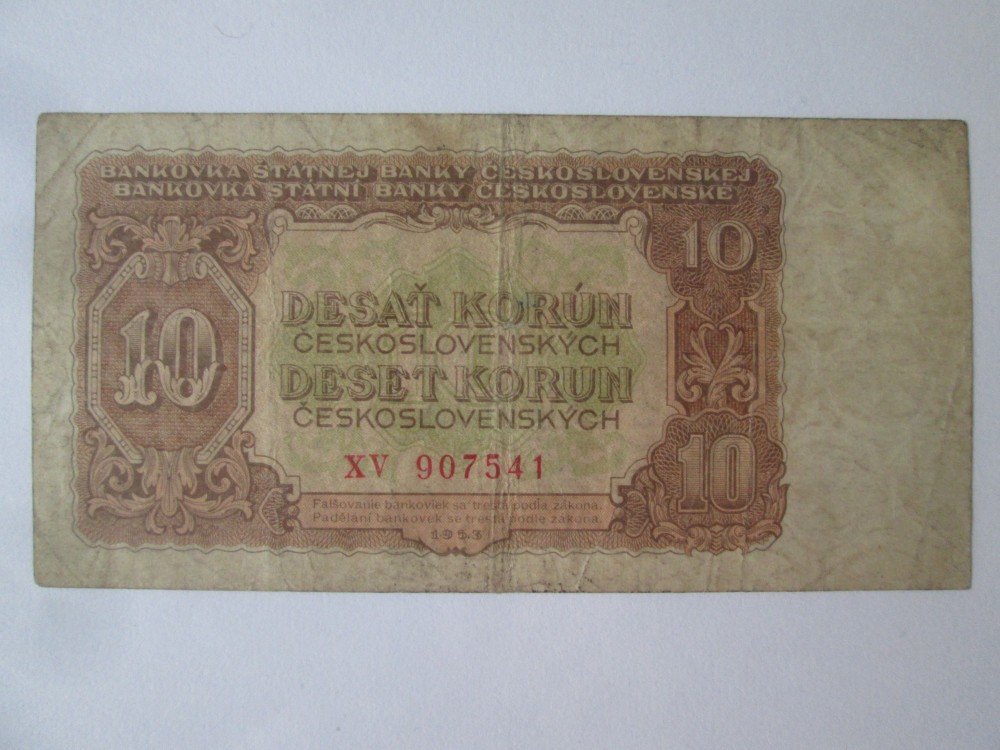 BANKOVKA ŠTÁTNEJ BANKY ČESKOSLOVENSKEJ
BANKOVKA STÁTNÍ BANKY ČESKOSLOVENSKÉ
10
10
DESAŤ KORÚN
ČESKOSLOVENSKÝCH
DESET KORUN
ČESKOSLOVENSKÝCH
10
XV 907541
Falšovanie bankoviek sa trestá podľa zákona.
Padělání bankovek se trestá podle zákona.
1953